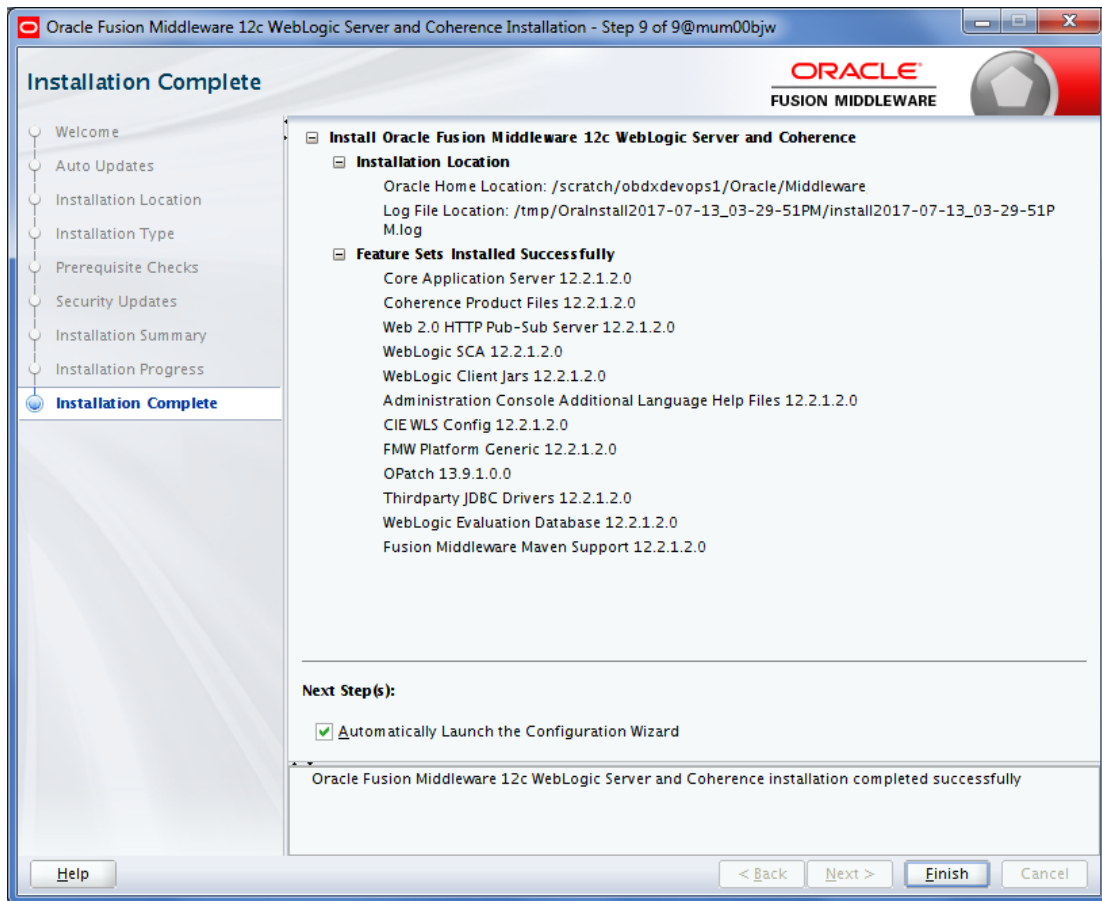 Oracle Fusion Middleware 12c WebLogic Server and Coherence Installation - Step 9 of 9@mum00bjw
Installation Complete
ORACLE
FUSION MIDDLEWARE
Welcome
Auto Updates
Installation Location
Installation Type
Prerequisite Checks
Security Updates
Installation Summary
Installation Progress
Installation Complete
Install Oracle Fusion Middleware 12c WebLogic Server and Coherence
Installation Location
Oracle Home Location: /scratch/obdxdevops1/Oracle/Middleware
Log File Location: /tmp/OraInstall2017-07-13_03-29-51PM/install2017-07-13_03-29-51P
M.log
Feature Sets Installed Successfully
Core Application Server 12.2.1.2.0
Coherence Product Files 12.2.1.2.0
Web 2.0 HTTP Pub-Sub Server 12.2.1.2.0
WebLogic SCA 12.2.1.2.0
WebLogic Client Jars 12.2.1.2.0
Administration Console Additional Language Help Files 12.2.1.2.0
CIE WLS Config 12.2.1.2.0
FMW Platform Generic 12.2.1.2.0
OPatch 13.9.1.0.0
Thirdparty JDBC Drivers 12.2.1.2.0
WebLogic Evaluation Database 12.2.1.2.0
Fusion Middleware Maven Support 12.2.1.2.0
Next Step(s):
Automatically Launch the Configuration Wizard
Oracle Fusion Middleware 12c WebLogic Server and Coherence installation completed successfully
Help
< Back
Next >
Finish
Cancel